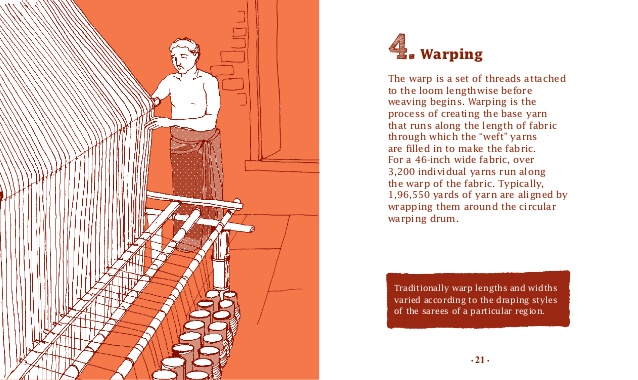 4. Warping
The warp is a set of threads attached
to the loom lengthwise before
weaving begins. Warping is the
process of creating the base yarn
that runs along the length of fabric
through which the “weft” yarns
are filled in to make the fabric.
For a 46-inch wide fabric, over
3,200 individual yarns run along
the warp of the fabric. Typically,
1,96,550 yards of yarn are aligned by
wrapping them around the circular
warping drum.
Traditionally warp lengths and widths
varied according to the draping styles
of the sarees of a particular region.
· 21 ·